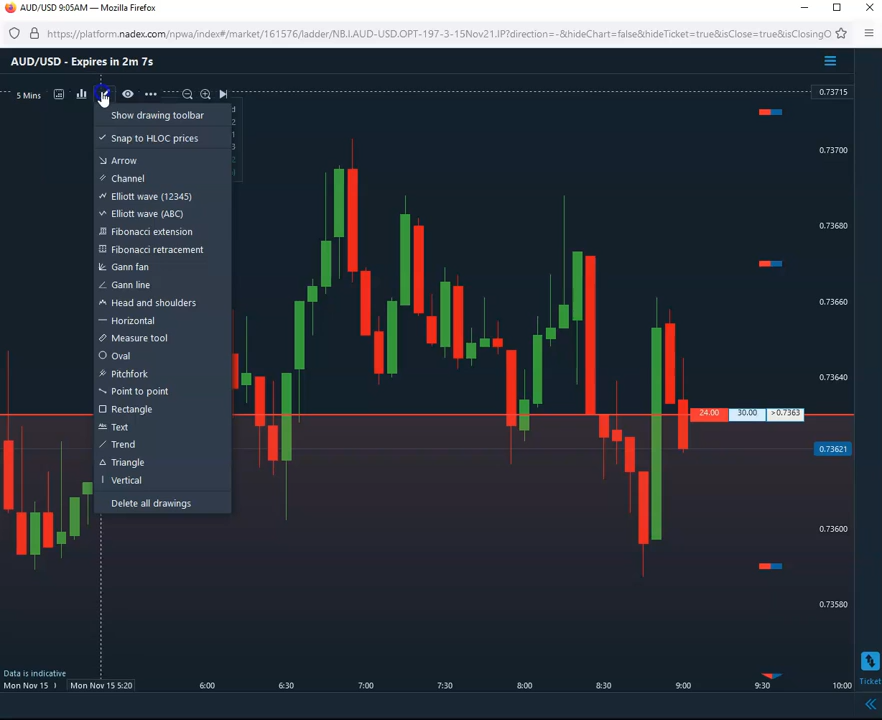 AUD/USD 9:05AM — Mozilla Firefox
https://platform.nadex.com/npwa/index#/market/161576/ladder/NB.I.AUD-USD.OPT-197-3-15Nov21.IP?direction=-&hideChart=false&hideTicket=true&isClose=true&isClosingO
AUD/USD - Expires in 2m 7s
5 Mins
0.73715
Show drawing toolbar
Snap to HLOC prices
Arrow
Channel
Elliott wave (12345)
Elliott wave (ABC)
Fibonacci extension
Fibonacci retracement
Gann fan
Gann line
Head and shoulders
Horizontal
Measure tool
Oval
Pitchfork
Point to point
Rectangle
Text
Trend
Triangle
Vertical
Delete all drawings
0.73700
0.73680
0.73660
0.73640
24.00 30.00 >0.7363
0.73621
0.73600
0.73580
Data is indicative
Mon Nov 15 Mon Nov 15 5:20 6:00 6:30 7:00 7:30 8:00 8:30 9:00 9:30 10:00
Ticket